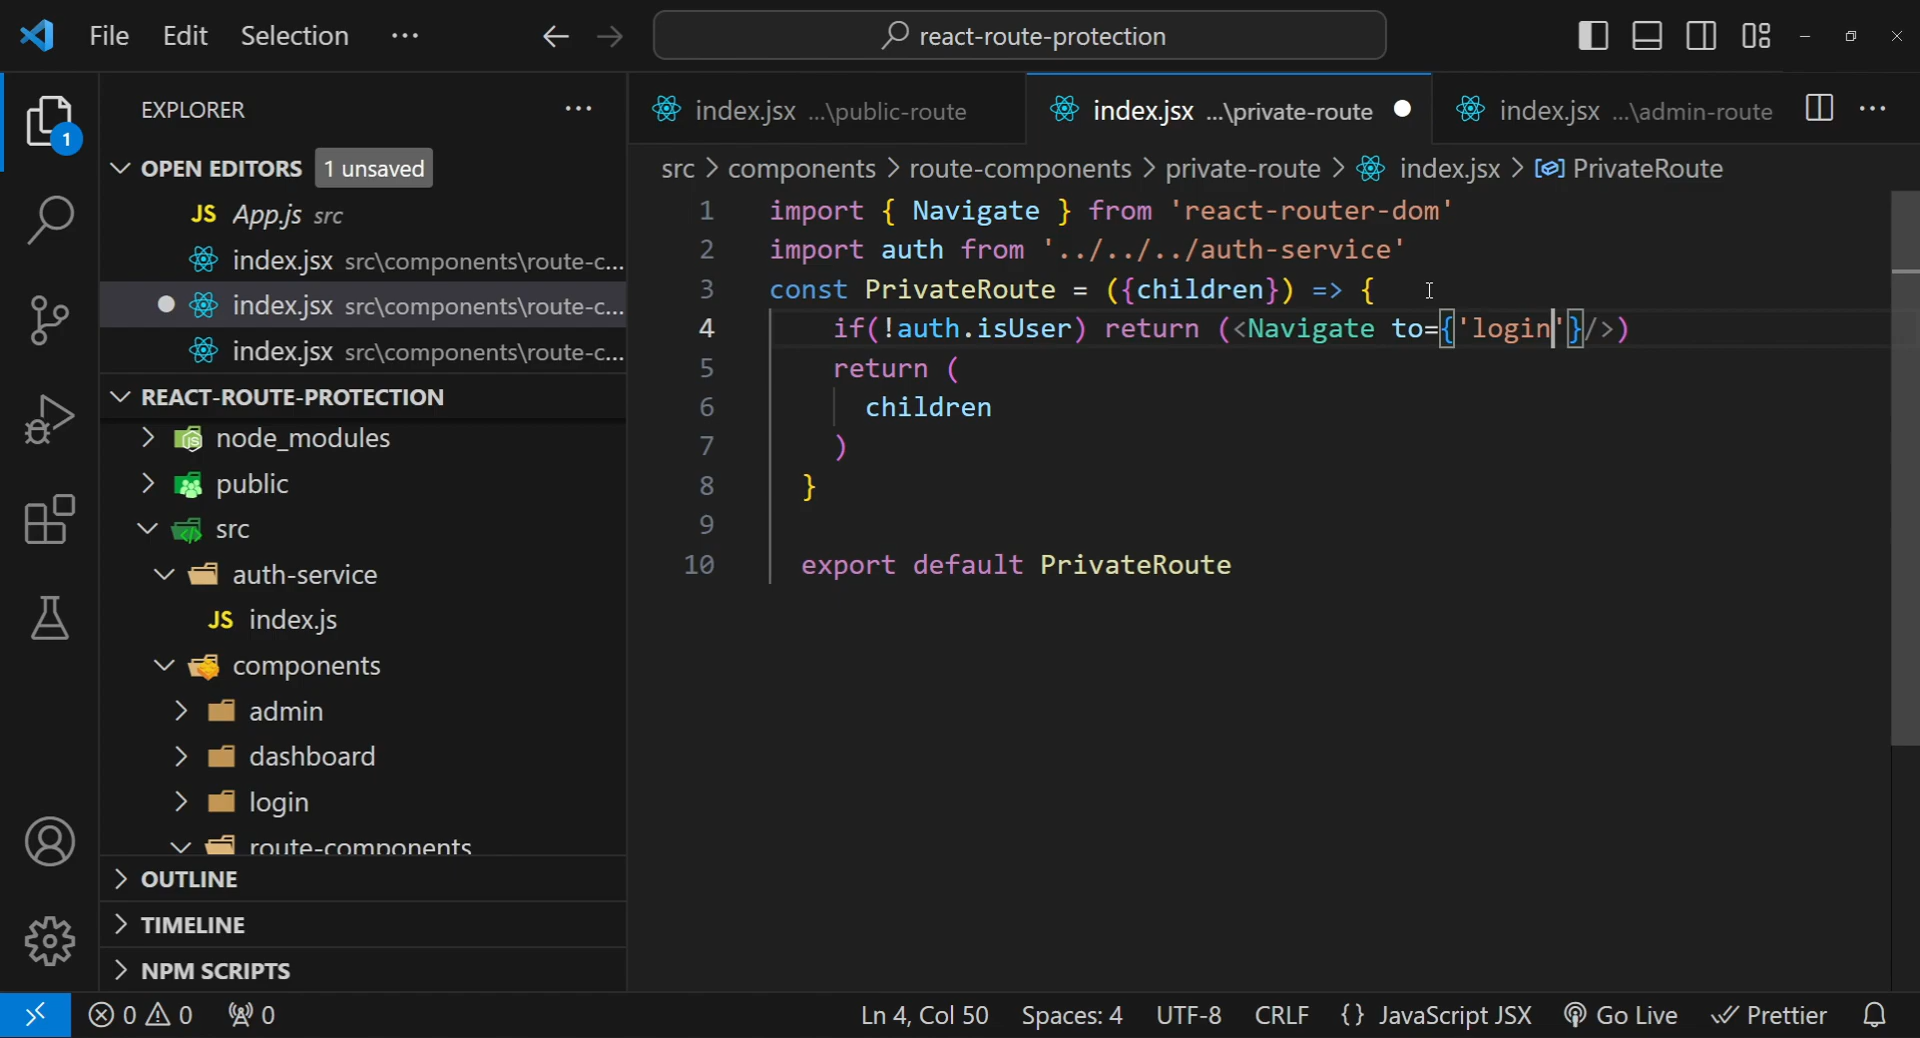 File Edit Selection ···
react-route-protection
EXPLORER ···
1
OPEN EDITORS 1 unsaved
JS App.js src
index.jsx src\components\route-c...
index.jsx src\components\route-c...
index.jsx src\components\route-c...
REACT-ROUTE-PROTECTION
node_modules
public
src
auth-service
JS index.js
components
admin
dashboard
login
route-components
OUTLINE
TIMELINE
NPM SCRIPTS
index.jsx ...\public-route
index.jsx ...\private-route
index.jsx ...\admin-route ···
src > components > route-components > private-route > index.jsx > PrivateRoute
1 import { Navigate } from 'react-router-dom'
2 import auth from '../../../auth-service'
3 const PrivateRoute = ({children}) => {
4 if(!auth.isUser) return (<Navigate to={'login'}/>)
5 return (
6 children
7 )
8 }
9
10 export default PrivateRoute
0 0 0
Ln 4, Col 50 Spaces: 4 UTF-8 CRLF {} JavaScript JSX Go Live Prettier